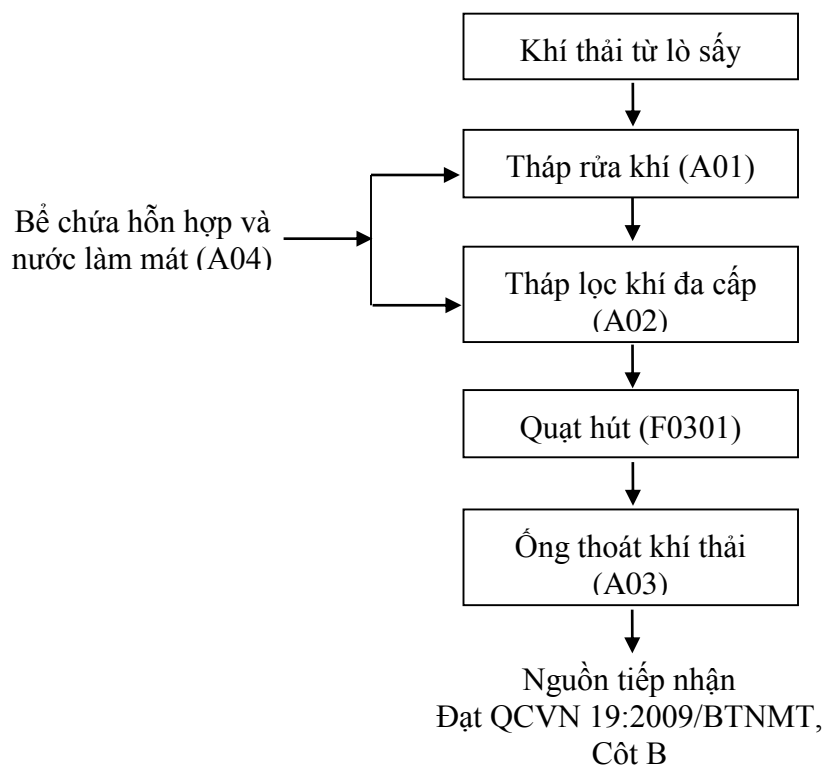 Khí thải từ lò sấy
Tháp rửa khí (A01)
Bể chứa hỗn hợp và
nước làm mát (A04)
Tháp lọc khí đa cấp
(A02)
Quạt hút (F0301)
Ống thoát khí thải
(A03)
Nguồn tiếp nhận
Đạt QCVN 19:2009/BTNMT,
Cột B